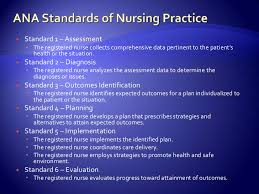 ANA Standards of Nursing Practice
Standard 1 – Assessment
The registered nurse collects comprehensive data pertinent to the patient's
health or the situation.
Standard 2 – Diagnosis
The registered nurse analyzes the assessment data to determine the
diagnoses or issues.
Standard 3 – Outcomes Identification
The registered nurse identifies expected outcomes for a plan individualized to
the patient or the situation.
Standard 4 – Planning
The registered nurse develops a plan that prescribes strategies and
alternatives to attain expected outcomes.
Standard 5 – Implementation
The registered nurse implements the identified plan.
The registered nurse coordinates care delivery.
The registered nurse employs strategies to promote health and safe
environment.
Standard 6 – Evaluation
The registered nurse evaluates progress toward attainment of outcomes.